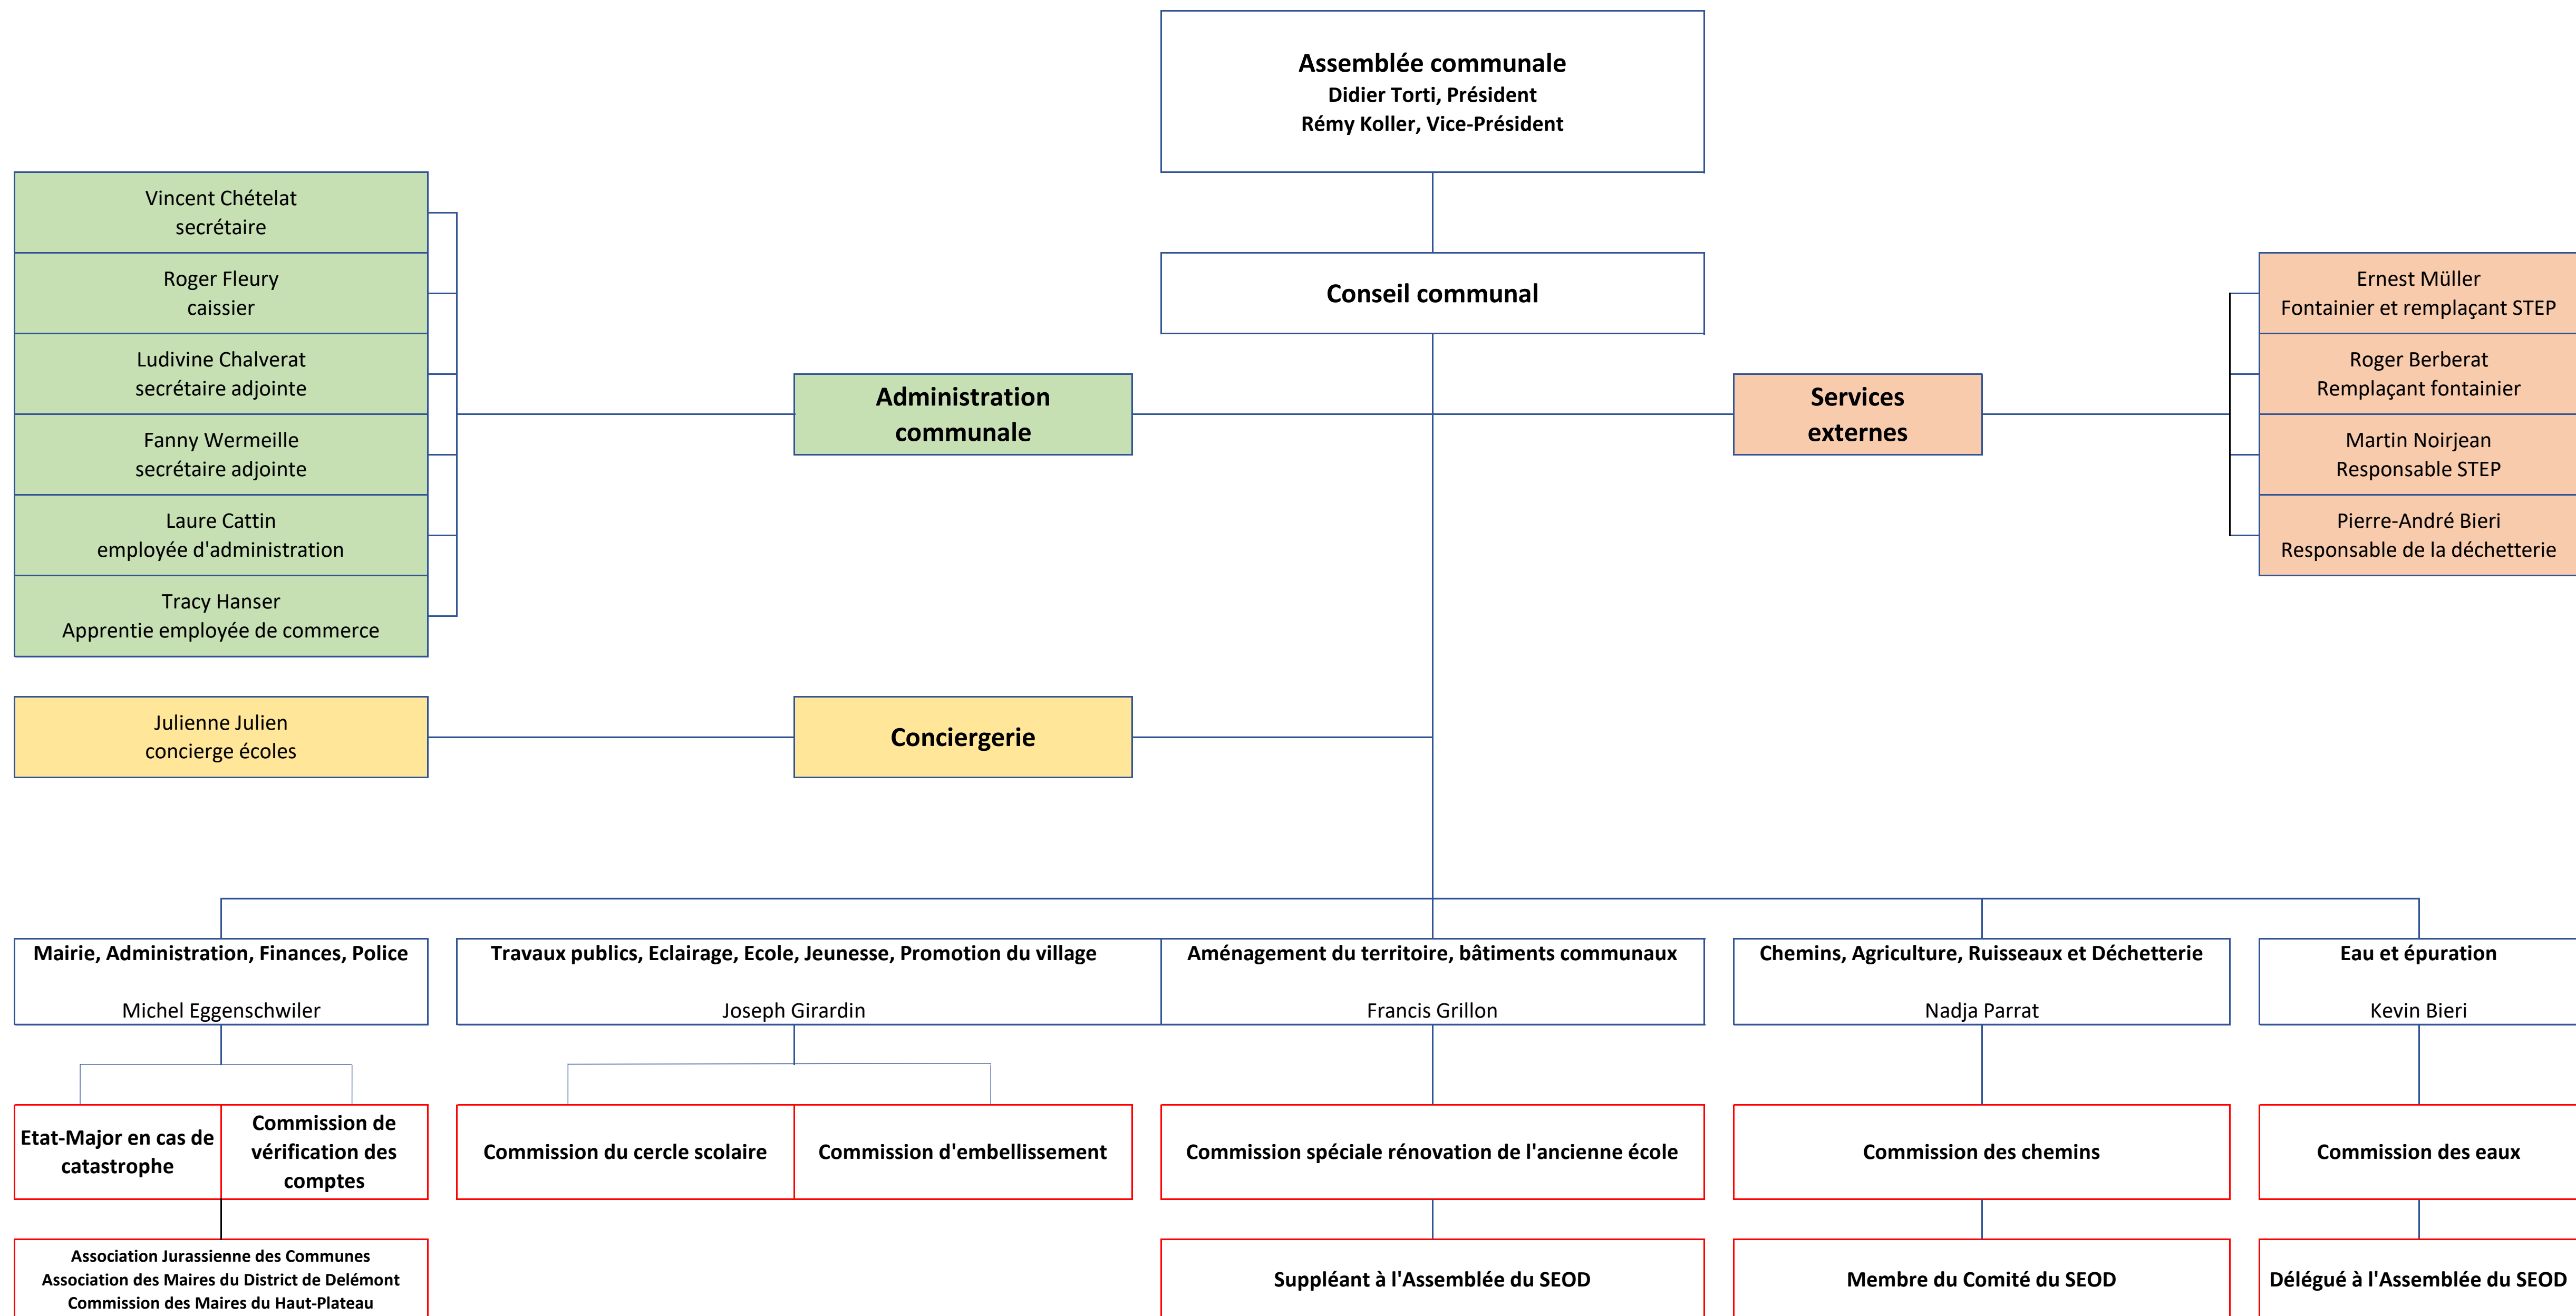 Assemblée communale
Didier Torti, Président
Rémy Koller, Vice-Président
Conseil communal
Administration
communale
Vincent Chételat
secrétaire
Roger Fleury
caissier
Ludivine Chalverat
secrétaire adjointe
Fanny Wermeille
secrétaire adjointe
Laure Cattin
employée d'administration
Tracy Hanser
Apprentie employée de commerce
Services
externes
Ernest Müller
Fontainier et remplaçant STEP
Roger Berberat
Remplaçant fontainier
Martin Noirjean
Responsable STEP
Pierre-André Bieri
Responsable de la déchetterie
Conciergerie
Julienne Julien
concierge écoles
Mairie, Administration, Finances, Police
Michel Eggenschwiler
Travaux publics, Eclairage, Ecole, Jeunesse, Promotion du village
Joseph Girardin
Aménagement du territoire, bâtiments communaux
Francis Grillon
Chemins, Agriculture, Ruisseaux et Déchetterie
Nadja Parrat
Eau et épuration
Kevin Bieri
Etat-Major en cas de
catastrophe
Commission de
vérification des
comptes
Commission du cercle scolaire
Commission d'embellissement
Commission spéciale rénovation de l'ancienne école
Commission des chemins
Commission des eaux
Association Jurassienne des Communes
Association des Maires du District de Delémont
Commission des Maires du Haut-Plateau
Suppléant à l'Assemblée du SEOD
Membre du Comité du SEOD
Délégué à l'Assemblée du SEOD